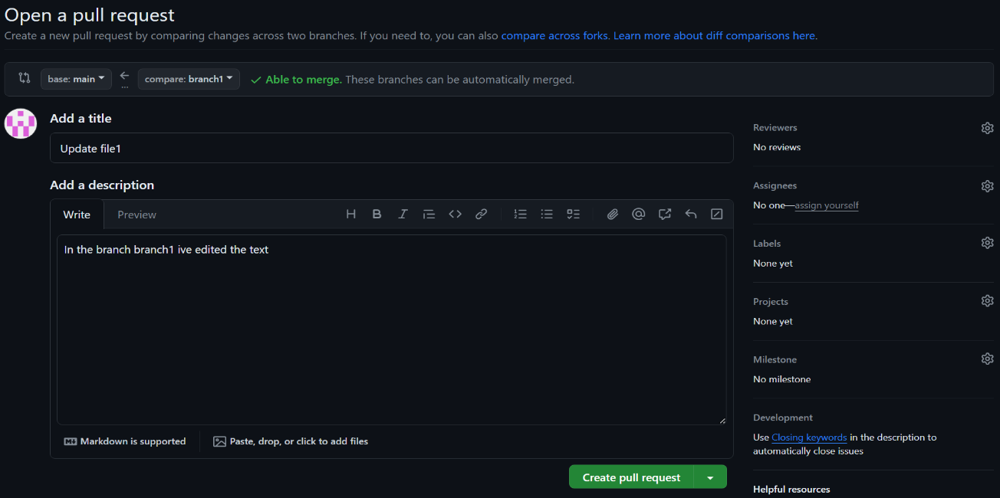 Open a pull request
Create a new pull request by comparing changes across two branches. If you need to, you can also compare across forks. Learn more about diff comparisons here.
base: main
compare: branch1
Able to merge. These branches can be automatically merged.
Add a title
Update file1
Add a description
Write
Preview
In the branch branch1 ive edited the text
Markdown is supported
Paste, drop, or click to add files
Create pull request
Reviewers
No reviews
Assignees
No one—assign yourself
Labels
None yet
Projects
None yet
Milestone
No milestone
Development
Use Closing keywords in the description to
automatically close issues
Helpful resources